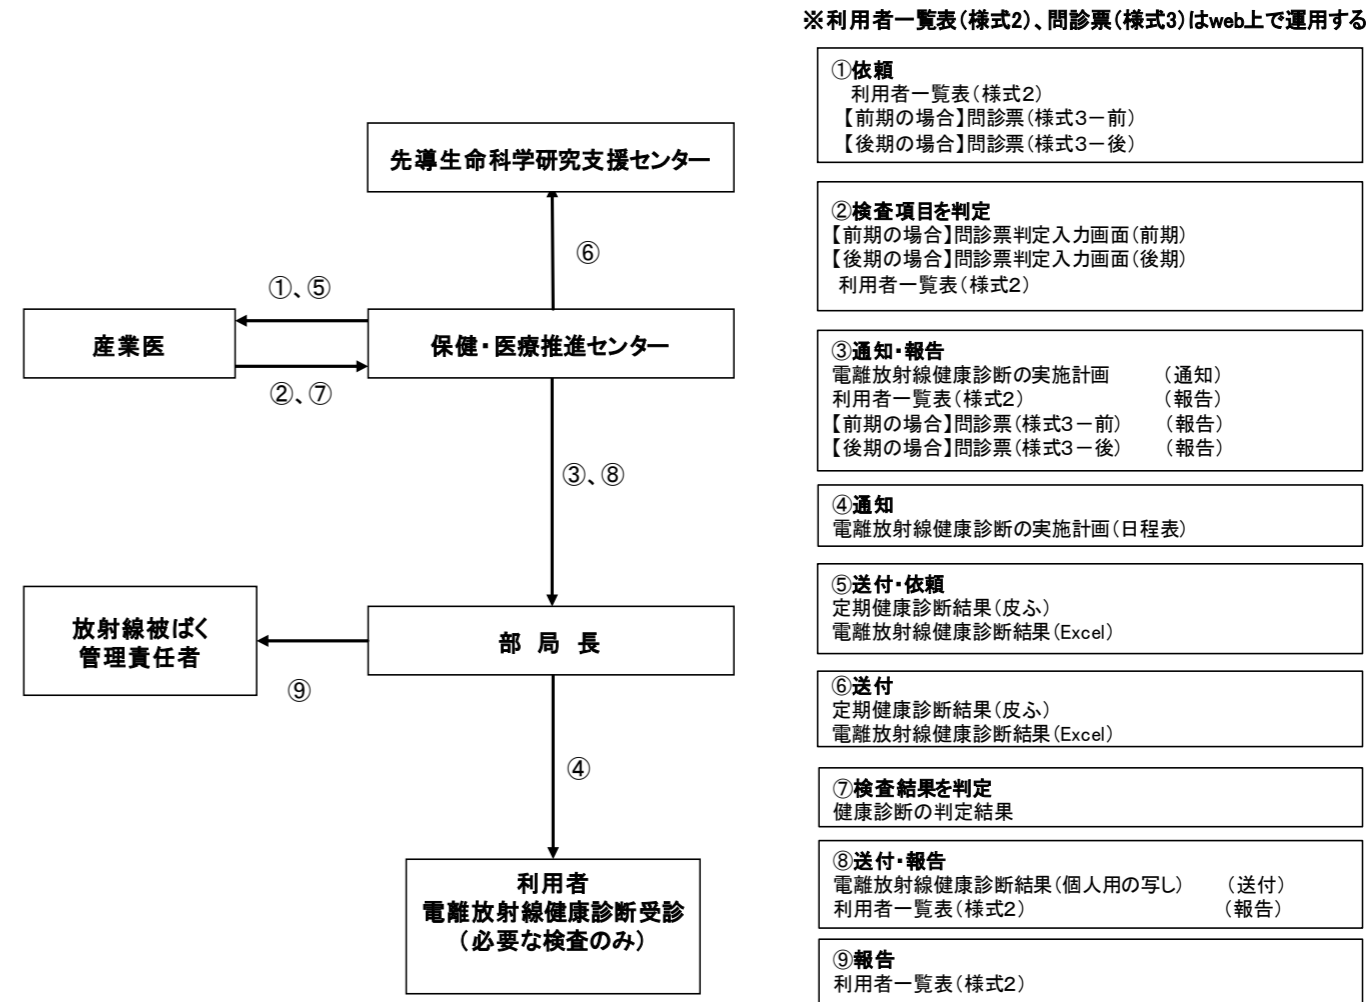 ※利用者一覧表(様式2)、問診票(様式3)はweb上で運用する
先導生命科学研究支援センター
⑥
①、⑤
産業医
保健・医療推進センター
②、⑦
③、⑧
放射線被ばく
管理責任者
部 局 長
⑨
④
利用者
電離放射線健康診断受診
(必要な検査のみ)
①依頼
利用者一覧表(様式2)
【前期の場合】問診票(様式3-前)
【後期の場合】問診票(様式3-後)
②検査項目を判定
【前期の場合】問診票判定入力画面(前期)
【後期の場合】問診票判定入力画面(後期)
利用者一覧表(様式2)
③通知・報告
電離放射線健康診断の実施計画 (通知)
利用者一覧表(様式2) (報告)
【前期の場合】問診票(様式3-前) (報告)
【後期の場合】問診票(様式3-後) (報告)
④通知
電離放射線健康診断の実施計画(日程表)
⑤送付・依頼
定期健康診断結果(皮ふ)
電離放射線健康診断結果(Excel)
⑥送付
定期健康診断結果(皮ふ)
電離放射線健康診断結果(Excel)
⑦検査結果を判定
健康診断の判定結果
⑧送付・報告
電離放射線健康診断結果(個人用の写し) (送付)
利用者一覧表(様式2) (報告)
⑨報告
利用者一覧表(様式2)